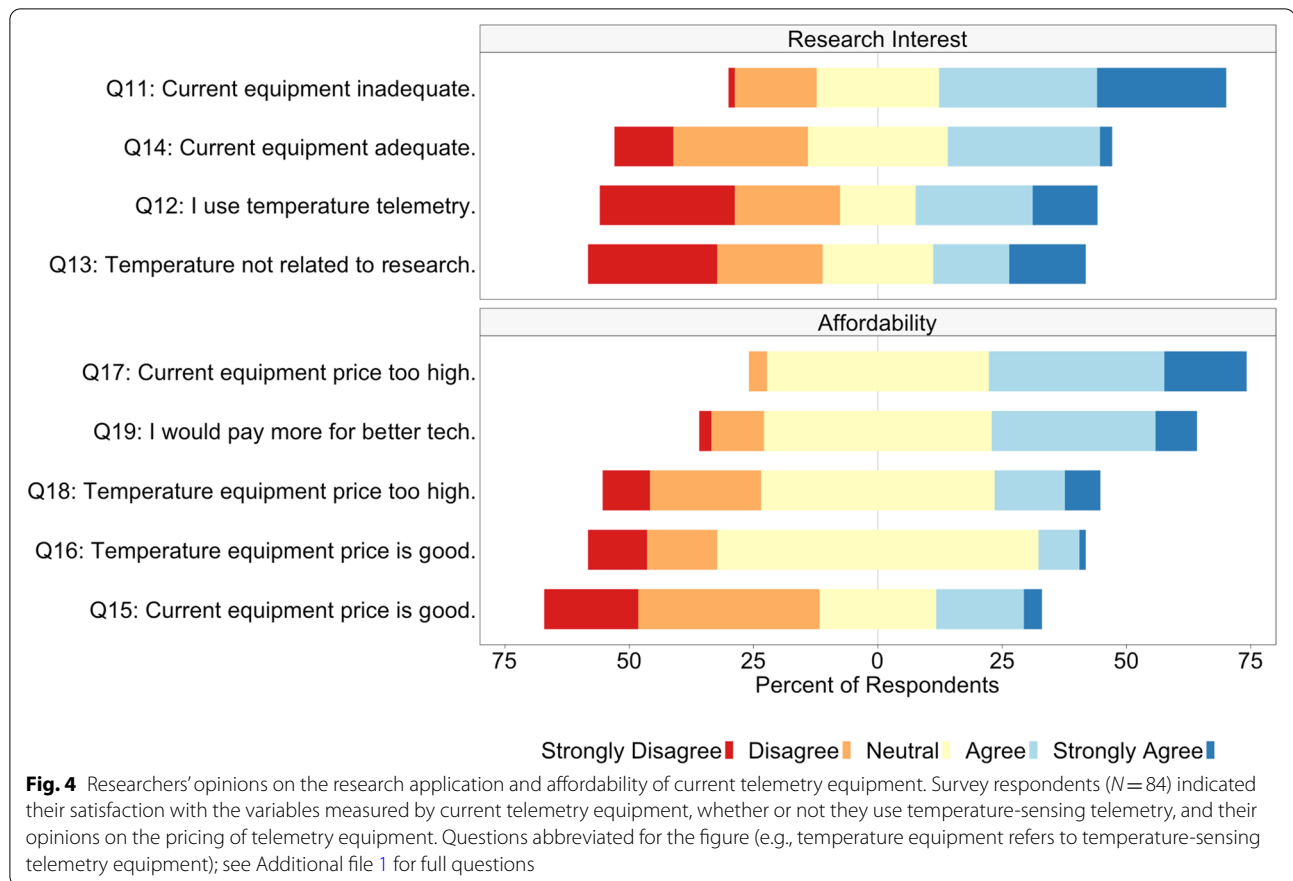 Research Interest
Q11: Current equipment inadequate.
Q14: Current equipment adequate.
Q12: I use temperature telemetry.
Q13: Temperature not related to research.
Affordability
Q17: Current equipment price too high.
Q19: I would pay more for better tech.
Q18: Temperature equipment price too high.
Q16: Temperature equipment price is good.
Q15: Current equipment price is good.
75 50 25 0 25 50 75
Percent of Respondents
Strongly Disagree Disagree Neutral Agree Strongly Agree
Fig. 4 Researchers' opinions on the research application and affordability of current telemetry equipment. Survey respondents (N = 84) indicated
their satisfaction with the variables measured by current telemetry equipment, whether or not they use temperature-sensing telemetry, and their
opinions on the pricing of telemetry equipment. Questions abbreviated for the figure (e.g., temperature equipment refers to temperature-sensing
telemetry equipment); see Additional file 1 for full questions